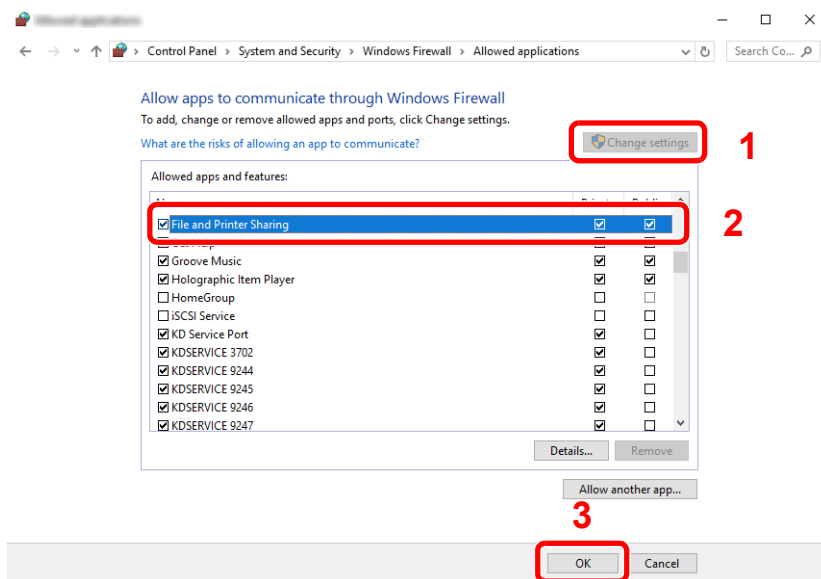 Control Panel > System and Security > Windows Firewall > Allowed applications
Search Co...
Allow apps to communicate through Windows Firewall
To add, change or remove allowed apps and ports, click Change settings.
What are the risks of allowing an app to communicate?
Change settings
1
Allowed apps and features:
File and Printer Sharing
2
Groove Music
Holographic Item Player
HomeGroup
iSCSI Service
KD Service Port
KDSERVICE 3702
KDSERVICE 9244
KDSERVICE 9245
KDSERVICE 9246
KDSERVICE 9247
Details...
Remove
Allow another app...
3
OK
Cancel